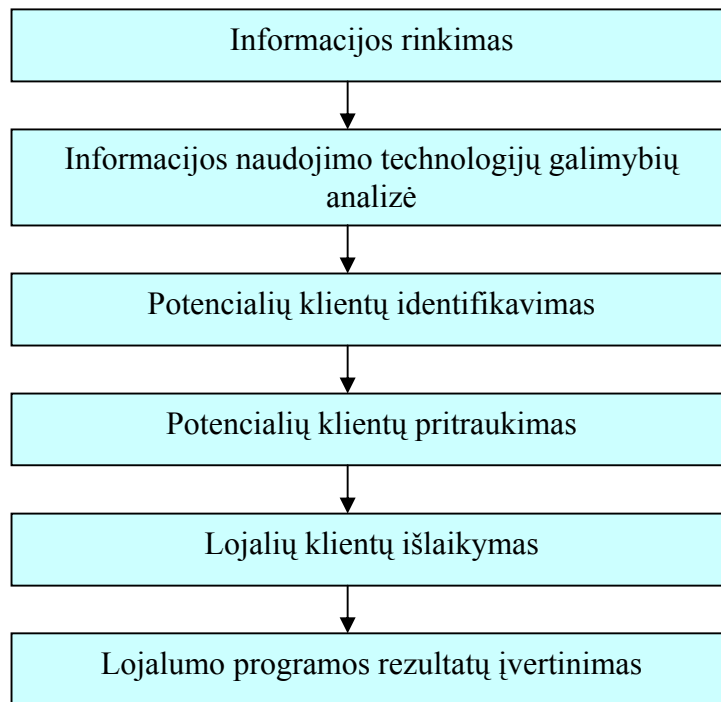 Informacijos rinkimas
Informacijos naudojimo technologijų galimybių
analizė
Potencialių klientų identifikavimas
Potencialių klientų pritraukimas
Lojalių klientų išlaikymas
Lojalumo programos rezultatų įvertinimas